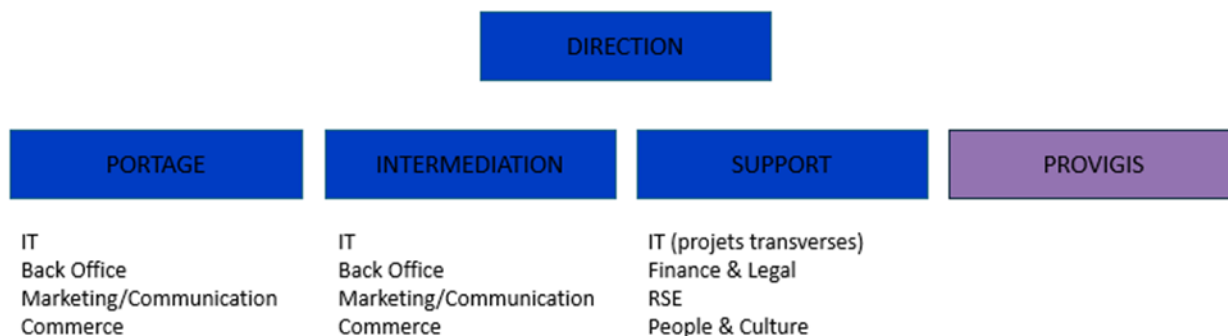 DIRECTION
PORTAGE
INTERMEDIATION
SUPPORT
PROVIGIS
IT
Back Office
Marketing/Communication
Commerce
IT
Back Office
Marketing/Communication
Commerce
IT (projets transverses)
Finance & Legal
RSE
People & Culture